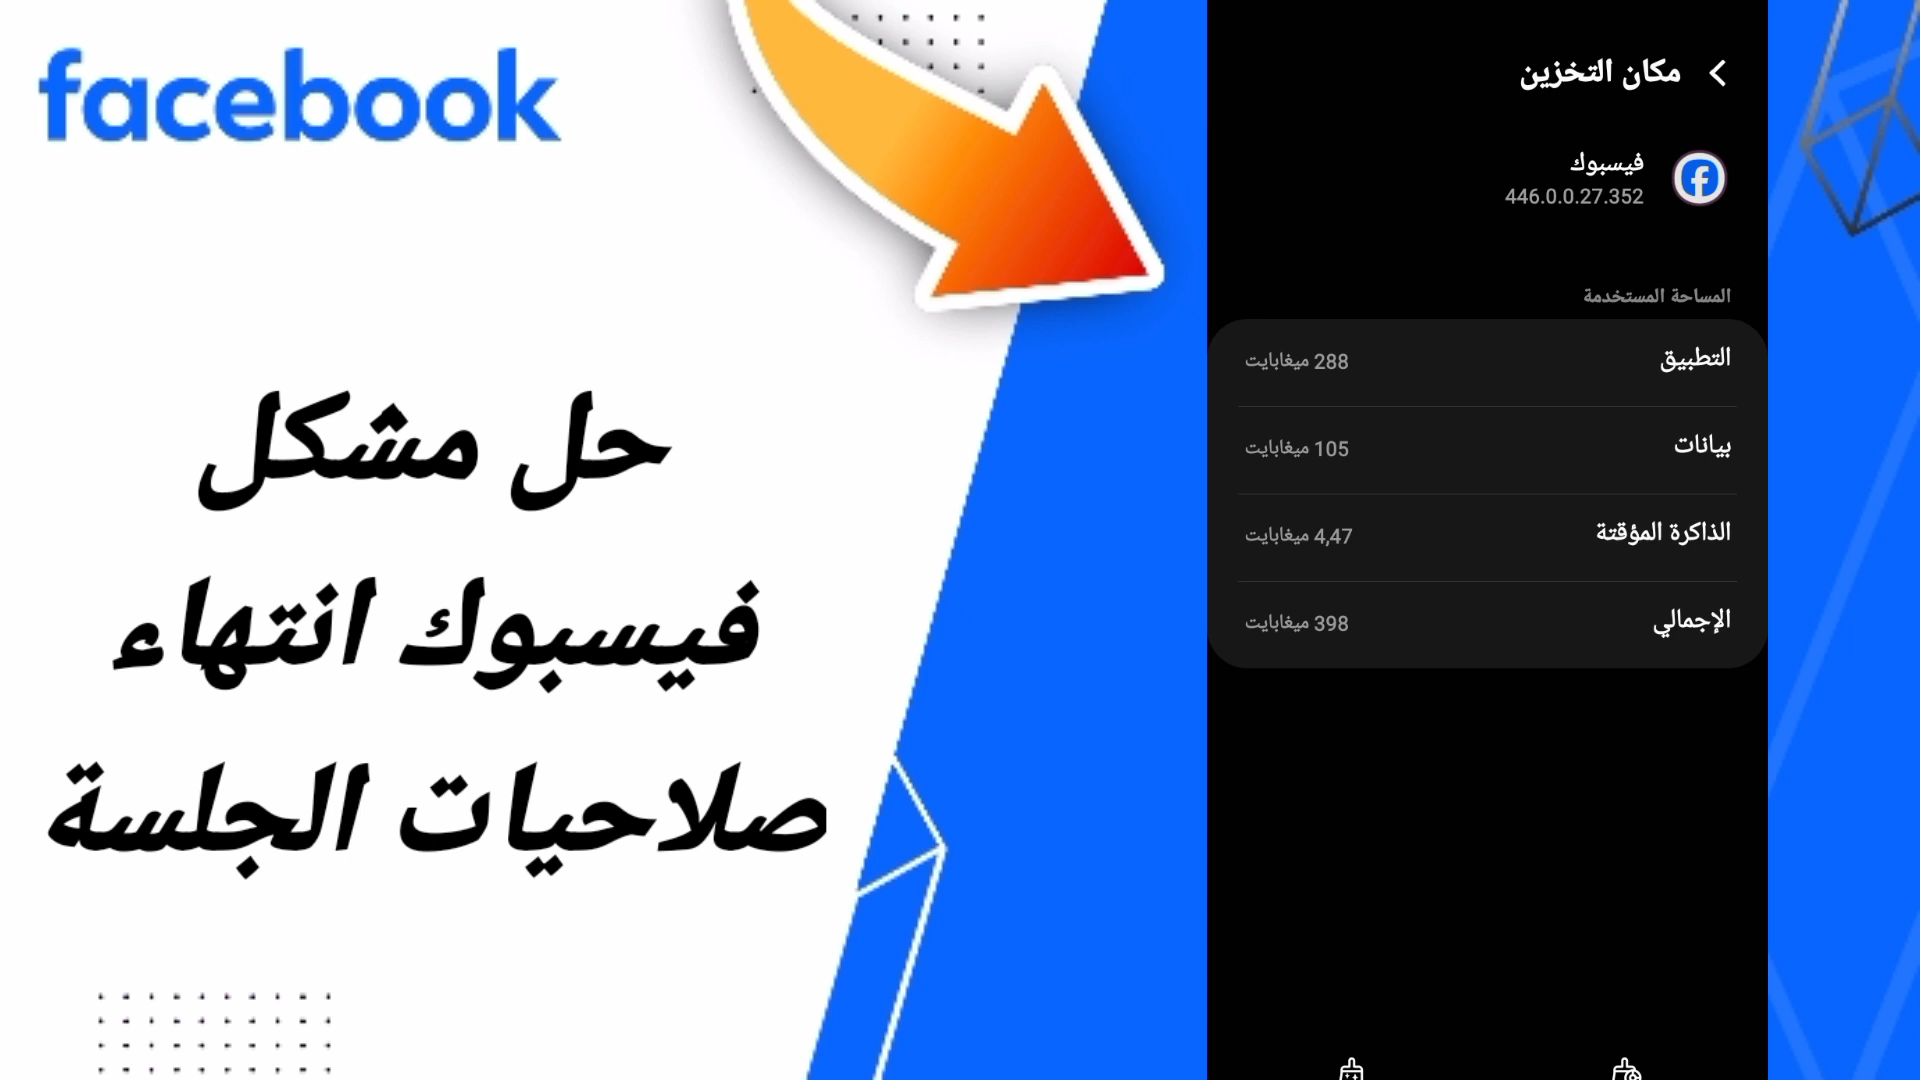 facebook
حل مشكل
فيسبوك انتهاء
صلاحيات الجلسة
مكان التخزين
فيسبوك
446.0.0.27.352
المساحة المستخدمة
التطبيق 288 ميغابايت
بيانات 105 ميغابايت
الذاكرة المؤقتة 4,47 ميغابايت
الإجمالي 398 ميغابايت